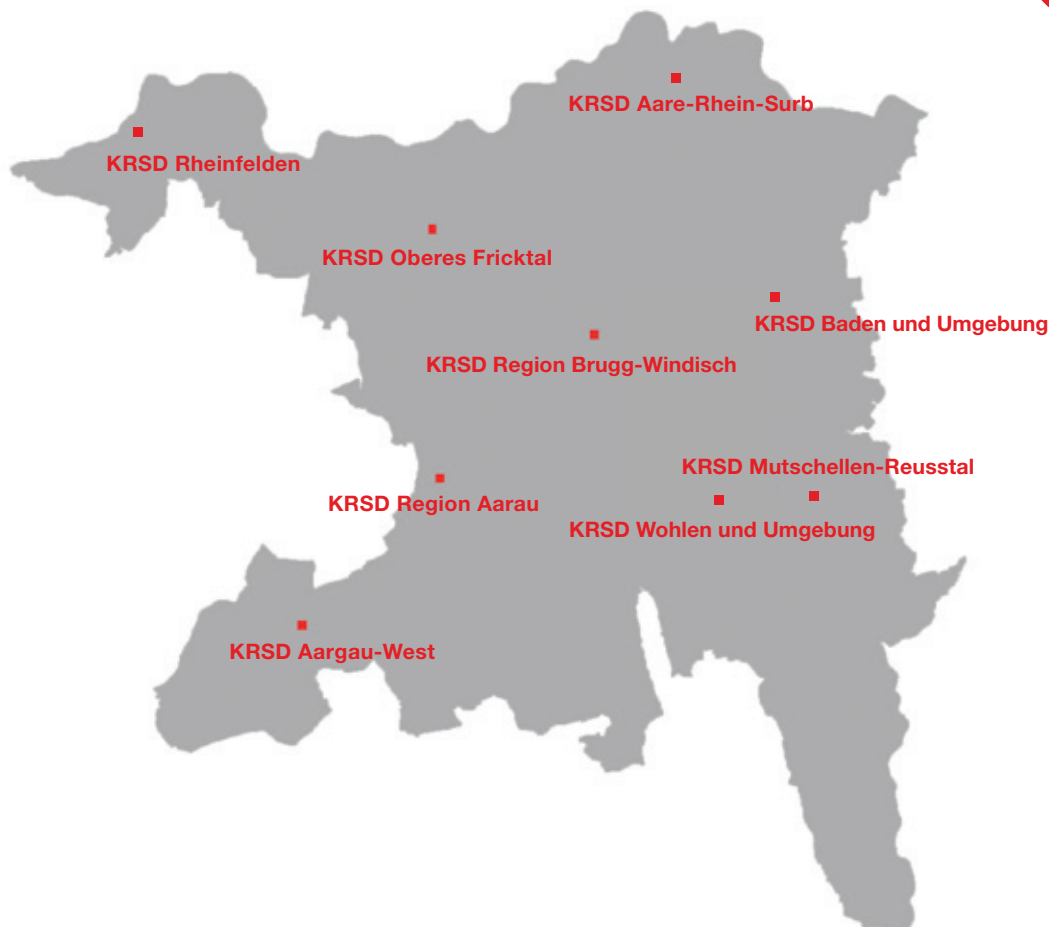 KRSD Aare-Rhein-Surb
KRSD Rheinfelden
KRSD Oberes Fricktal
KRSD Baden und Umgebung
KRSD Region Brugg-Windisch
KRSD Mutschellen-Reusstal
KRSD Region Aarau
KRSD Wohlen und Umgebung
KRSD Aargau-West